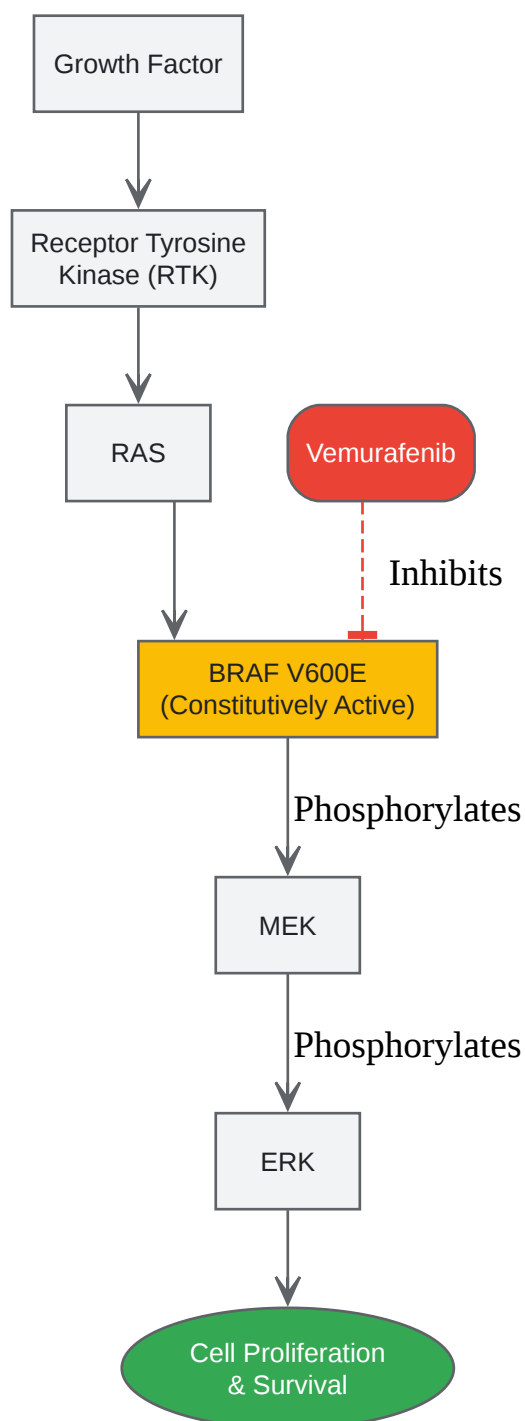 Growth Factor
Receptor Tyrosine
Kinase (RTK)
RAS
Vemurafenib
Inhibits
BRAF V600E
(Constitutively Active)
Phosphorylates
MEK
Phosphorylates
ERK
Cell Proliferation
& Survival